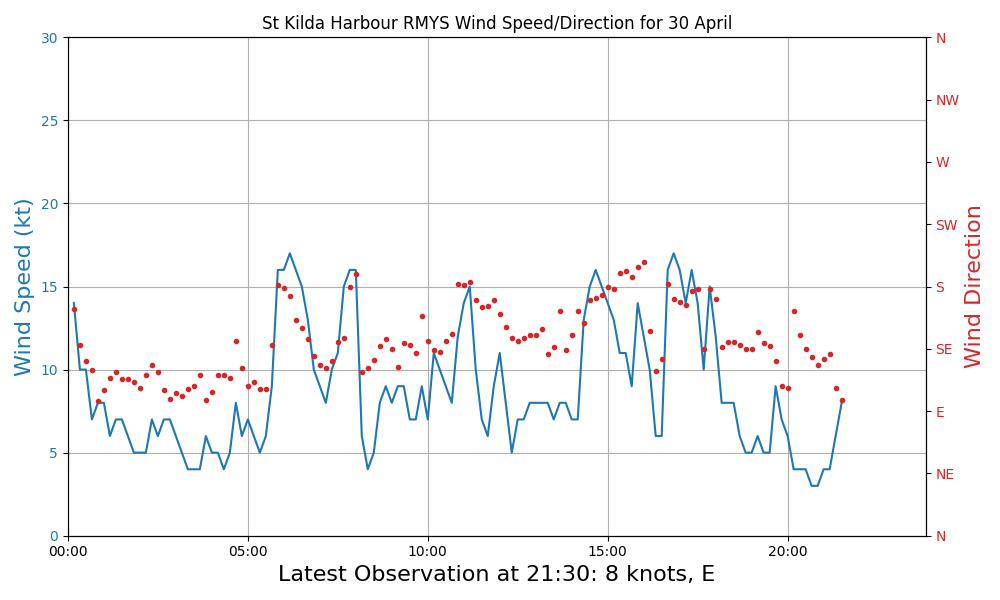 St Kilda Harbour RMYS Wind Speed/Direction for 30 April
30
25
20
15
10
5
0
Wind Speed (kt)
N
NW
W
SW
S
SE
E
NE
N
Wind Direction
00:00 05:00 10:00 15:00 20:00
Latest Observation at 21:30: 8 knots, E